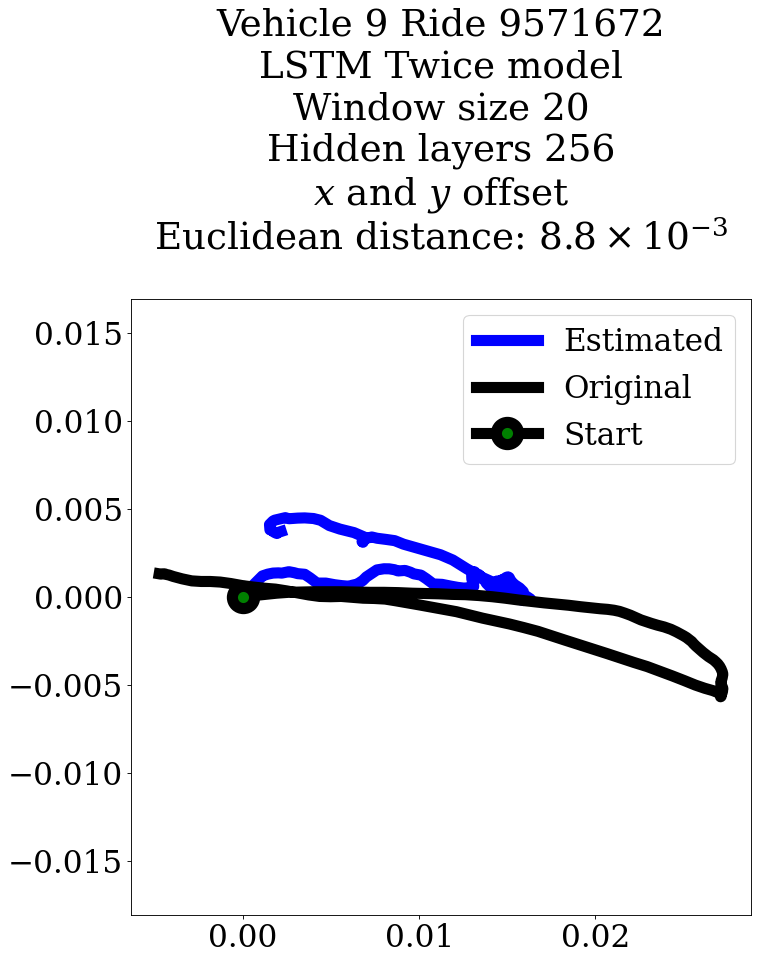 Vehicle 9 Ride 9571672
LSTM Twice model
Window size 20
Hidden layers 256
x and y offset
Euclidean distance: 8.8 × 10⁻³
Estimated
Original
Start
0.015
0.010
0.005
0.000
−0.005
−0.010
−0.015
0.00 0.01 0.02